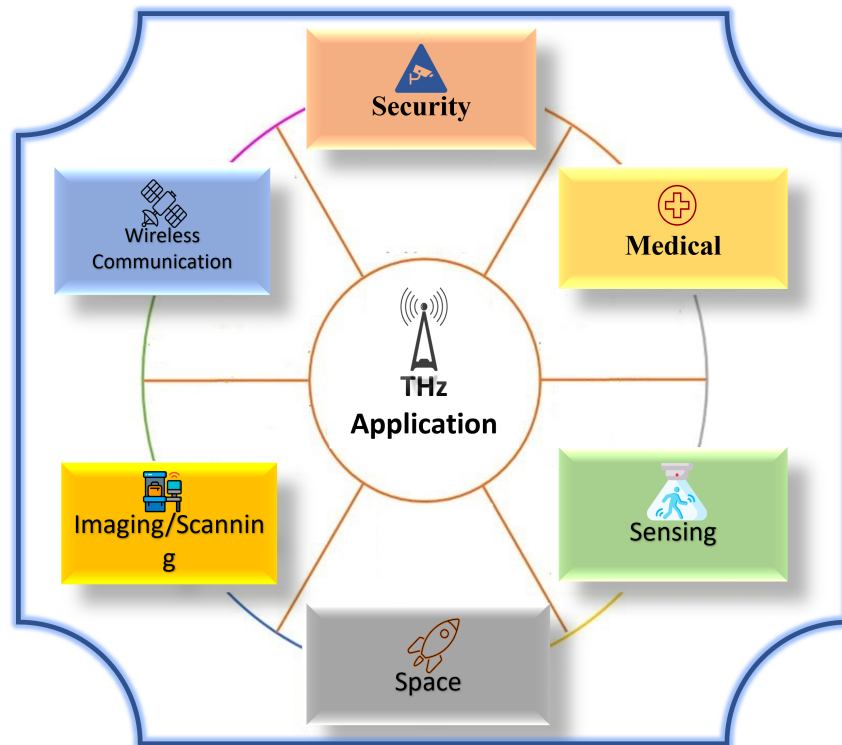 Security
Wireless
Communication
Medical
THz
Application
Imaging/Scannin
g
Sensing
Space